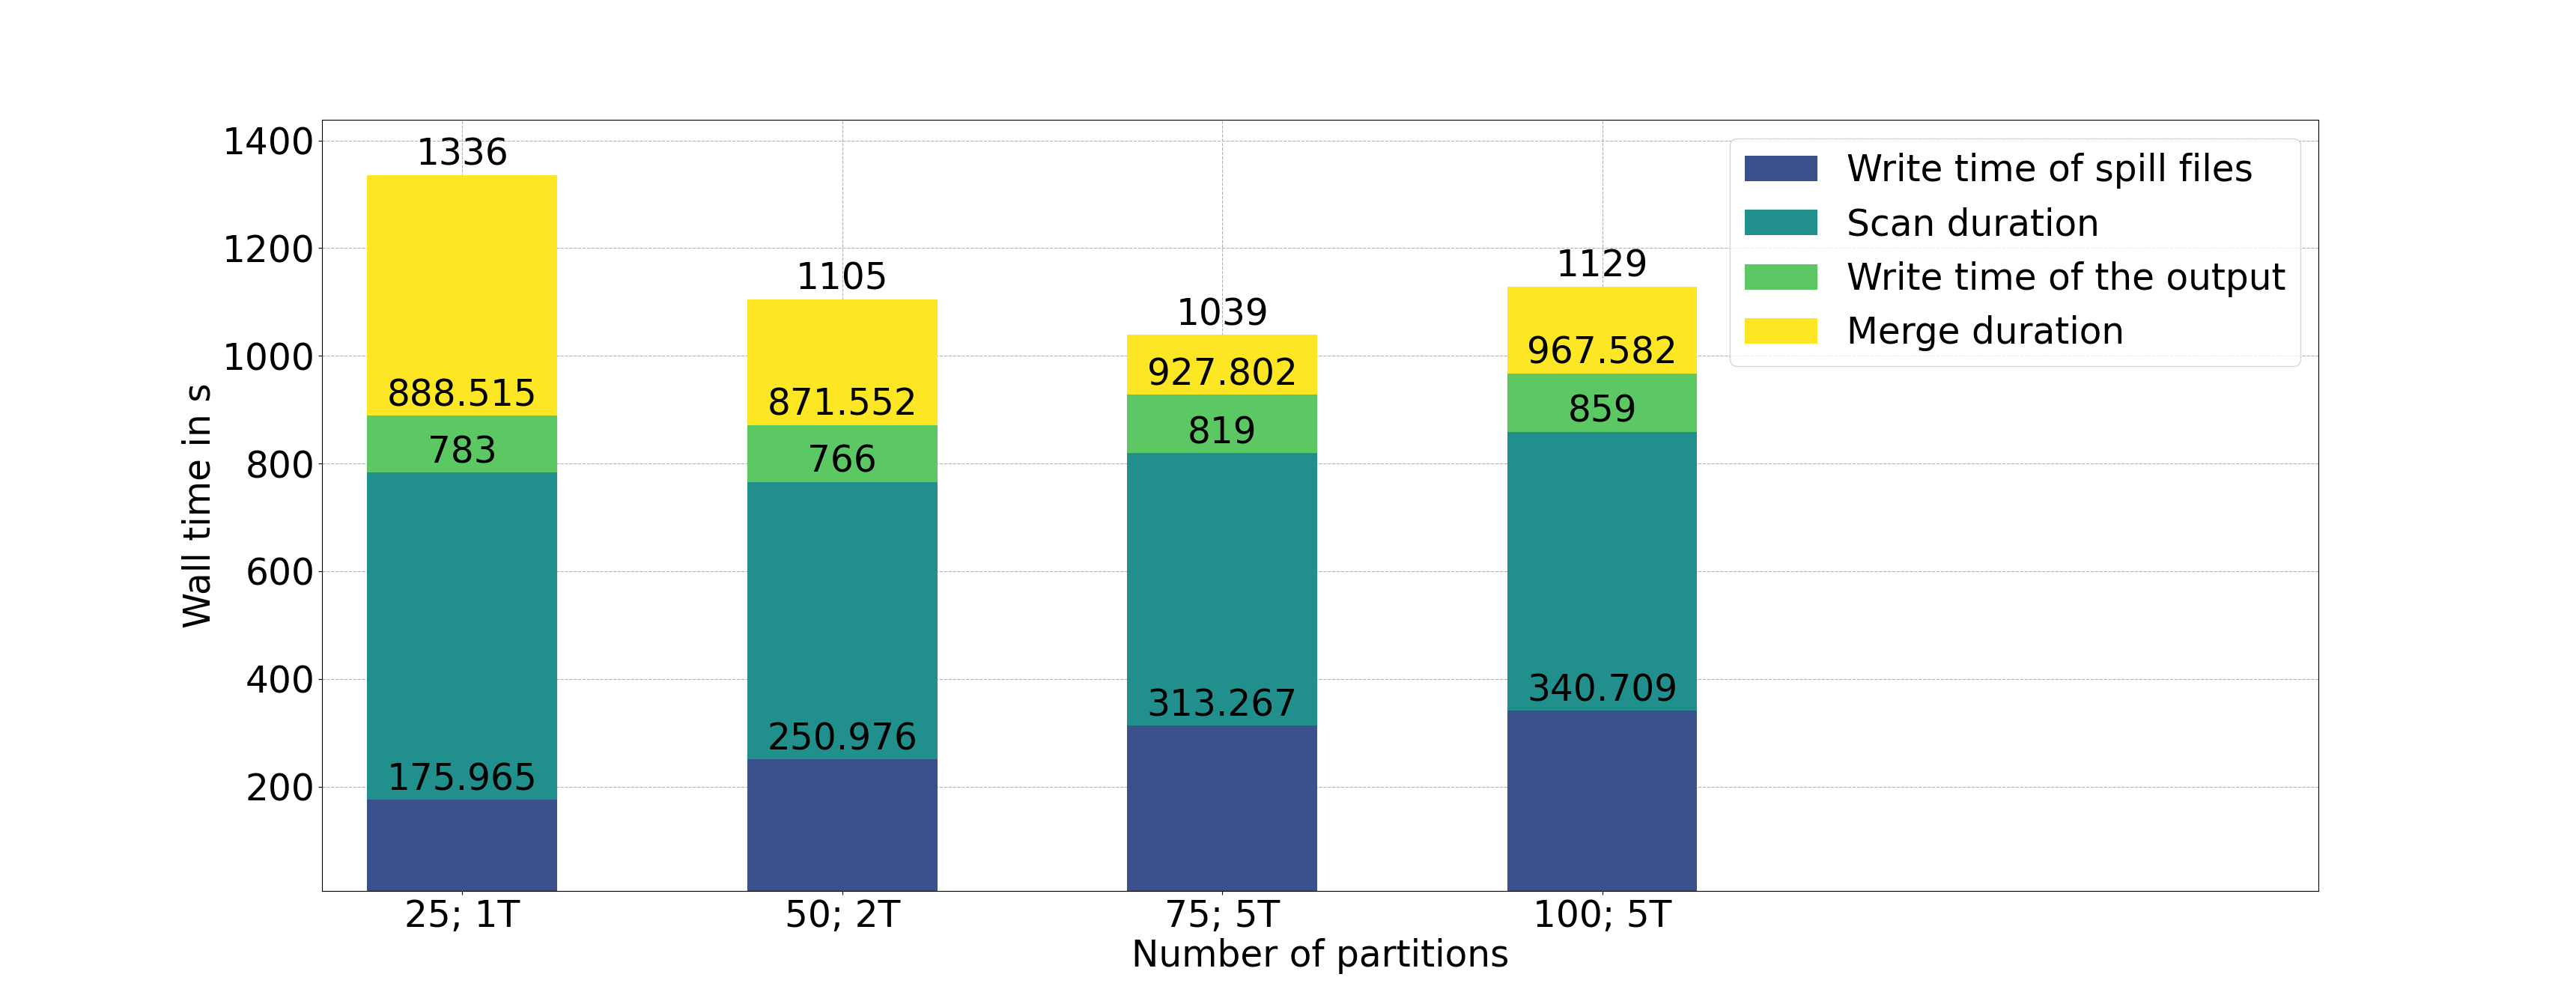 1400
1200
1000
800
600
400
200
Wall time in s
1336
888.515
783
175.965
1105
871.552
766
250.976
1039
927.802
819
313.267
1129
967.582
859
340.709
Write time of spill files
Scan duration
Write time of the output
Merge duration
25; 1T
50; 2T
75; 5T
100; 5T
Number of partitions